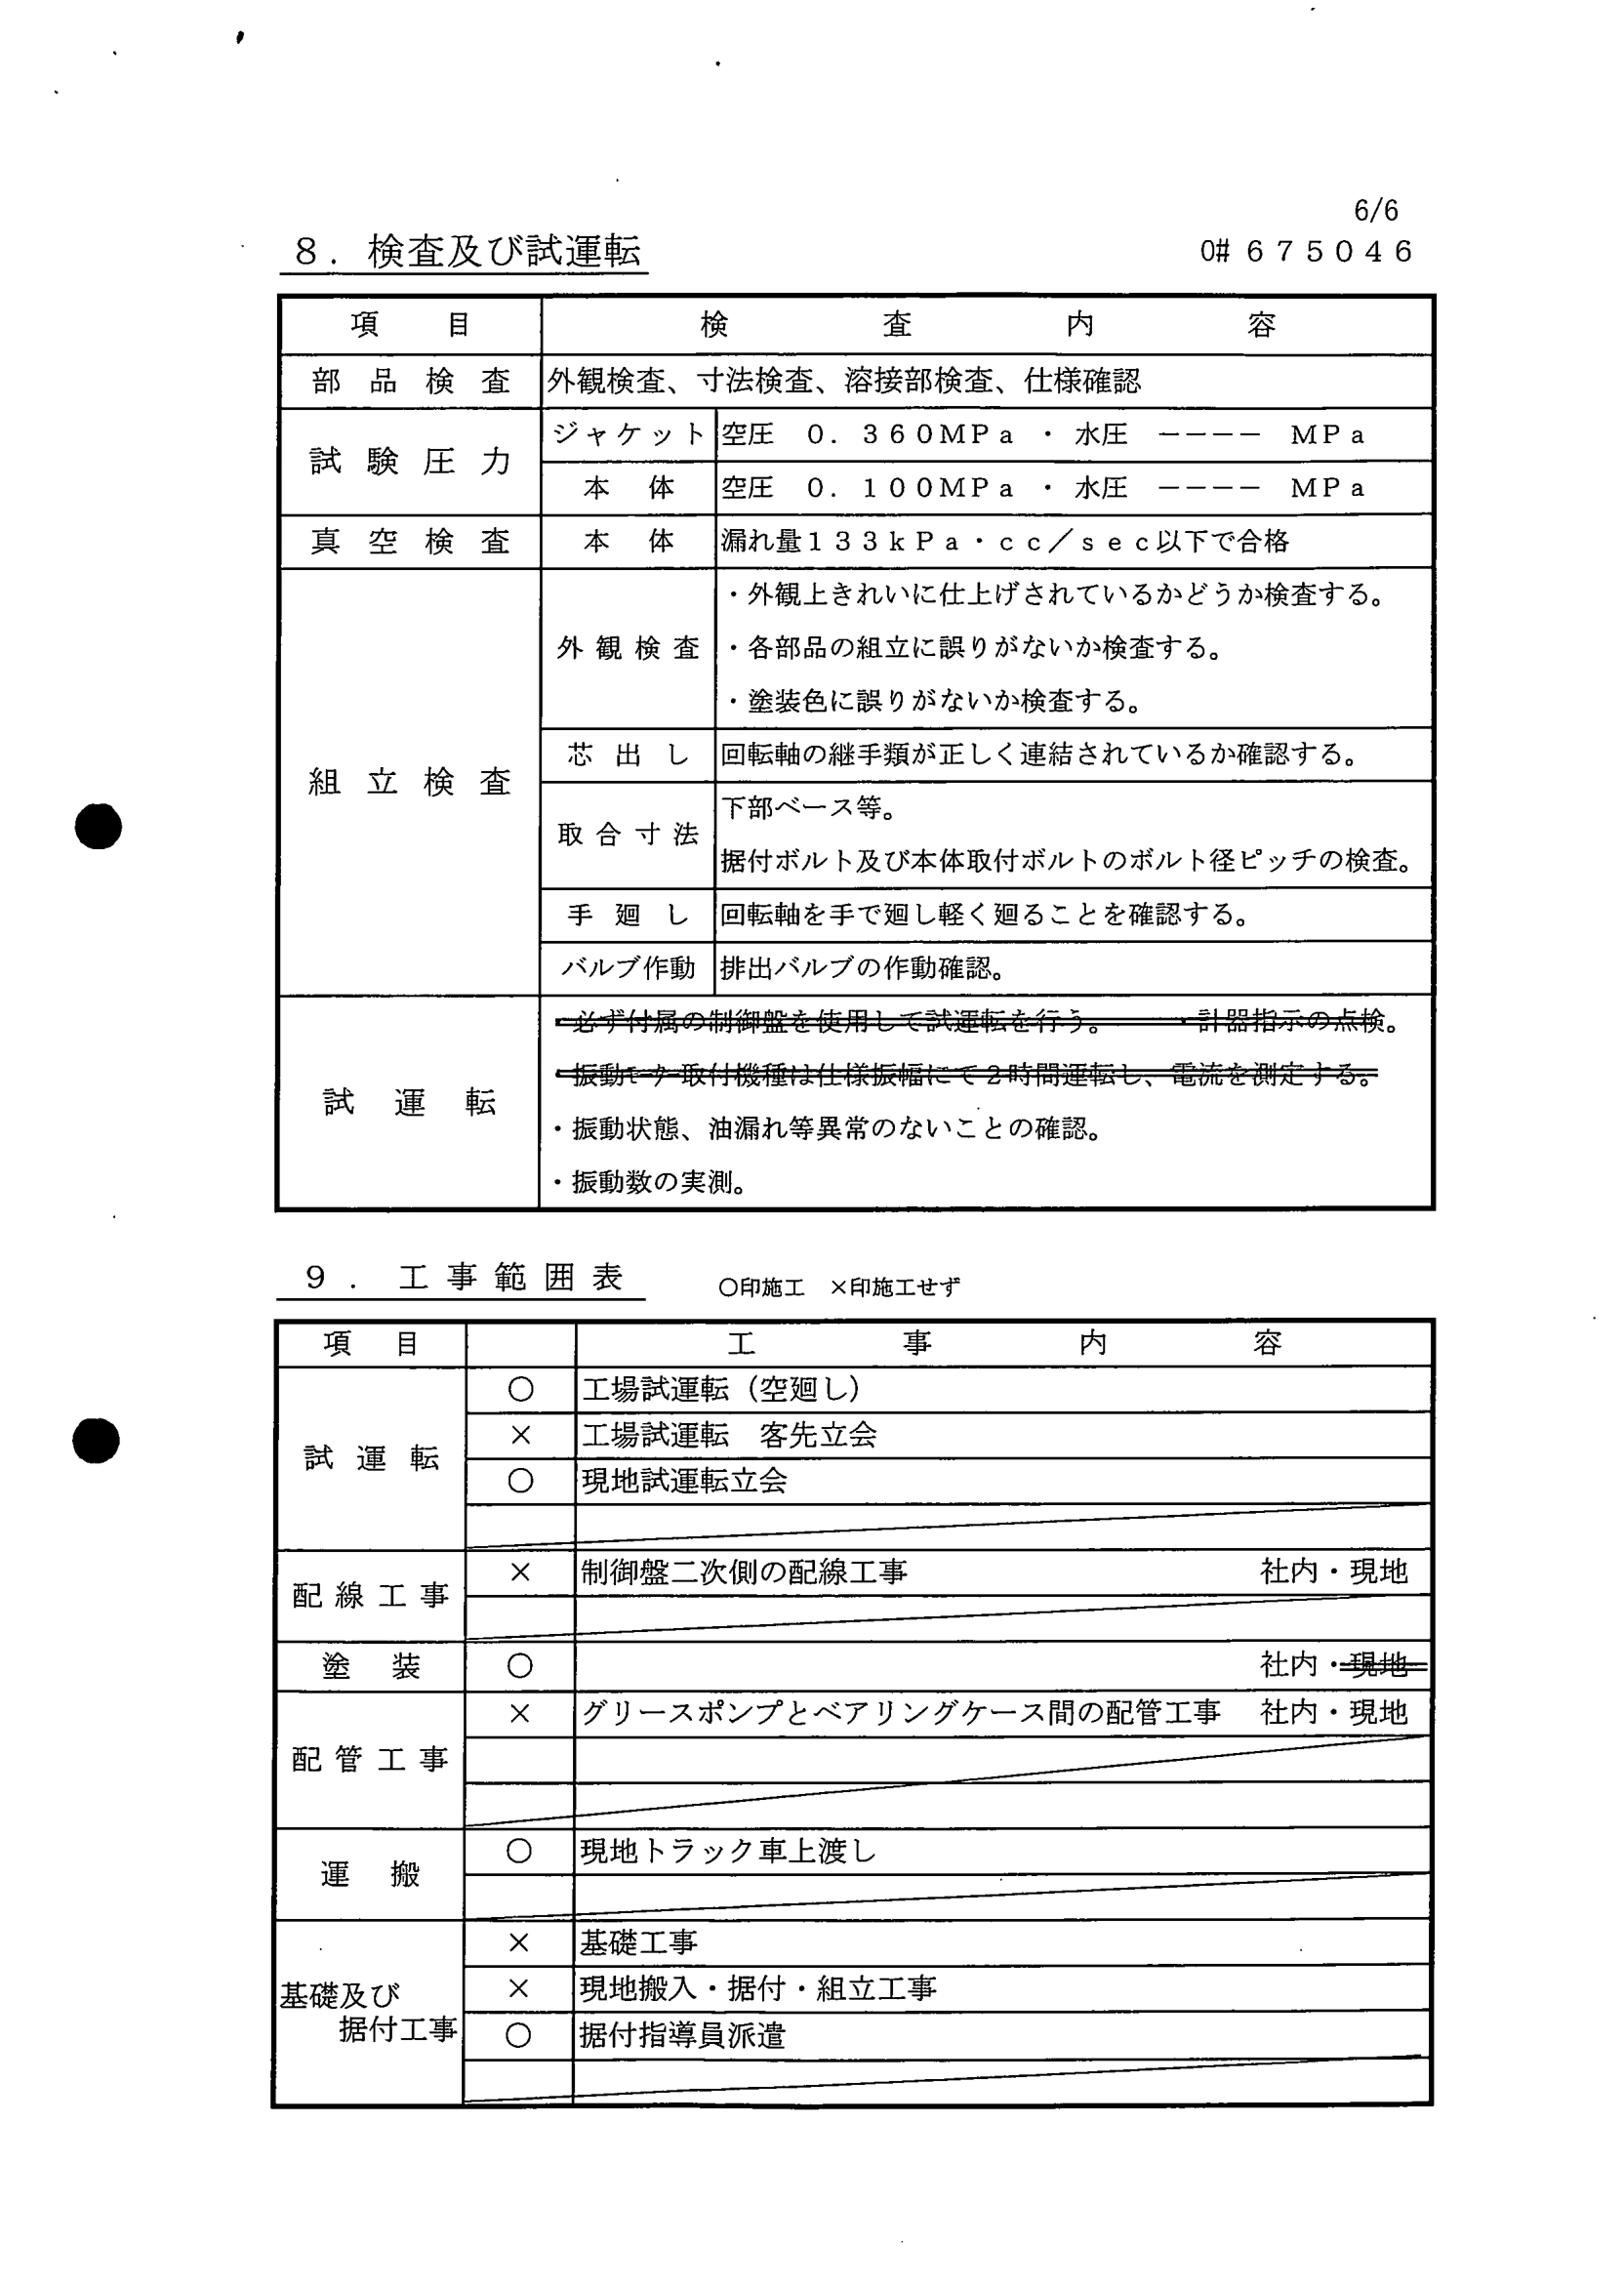 6/6
8．検査及び試運転
O# 675046
項目 検査内容
部品検査 外観検査、寸法検査、溶接部検査、仕様確認
試験圧力 ジャケット 空圧 0．360MPa ・ 水圧 ーーーー MPa
本体 空圧 0．100MPa ・ 水圧 ーーーー MPa
真空検査 本体 漏れ量133kPa・cc／sec以下で合格
組立検査 外観検査 ・外観上きれいに仕上げされているかどうか検査する。
・各部品の組立に誤りがないか検査する。
・塗装色に誤りがないか検査する。
芯出し 回転軸の継手類が正しく連結されているか確認する。
取合寸法 下部ベース等。
据付ボルト及び本体取付ボルトのボルト径ピッチの検査。
手廻し 回転軸を手で廻し軽く廻ることを確認する。
バルブ作動 排出バルブの作動確認。
試運転 ・必ず付属の制御盤を使用して試運転を行う。 ・計器指示の点検。
・振動ﾓｰﾀｰ取付機種は仕様振幅にて2時間運転し、電流を測定する。
・振動状態、油漏れ等異常のないことの確認。
・振動数の実測。
9．工事範囲表 ○印施工 ×印施工せず
項目 工事内容
試運転 ○ 工場試運転（空廻し）
× 工場試運転 客先立会
○ 現地試運転立会
配線工事 × 制御盤二次側の配線工事 社内・現地
塗装 ○ 社内・現地
配管工事 × グリースポンプとベアリングケース間の配管工事 社内・現地
運搬 ○ 現地トラック車上渡し
基礎及び据付工事 × 基礎工事
× 現地搬入・据付・組立工事
○ 据付指導員派遣